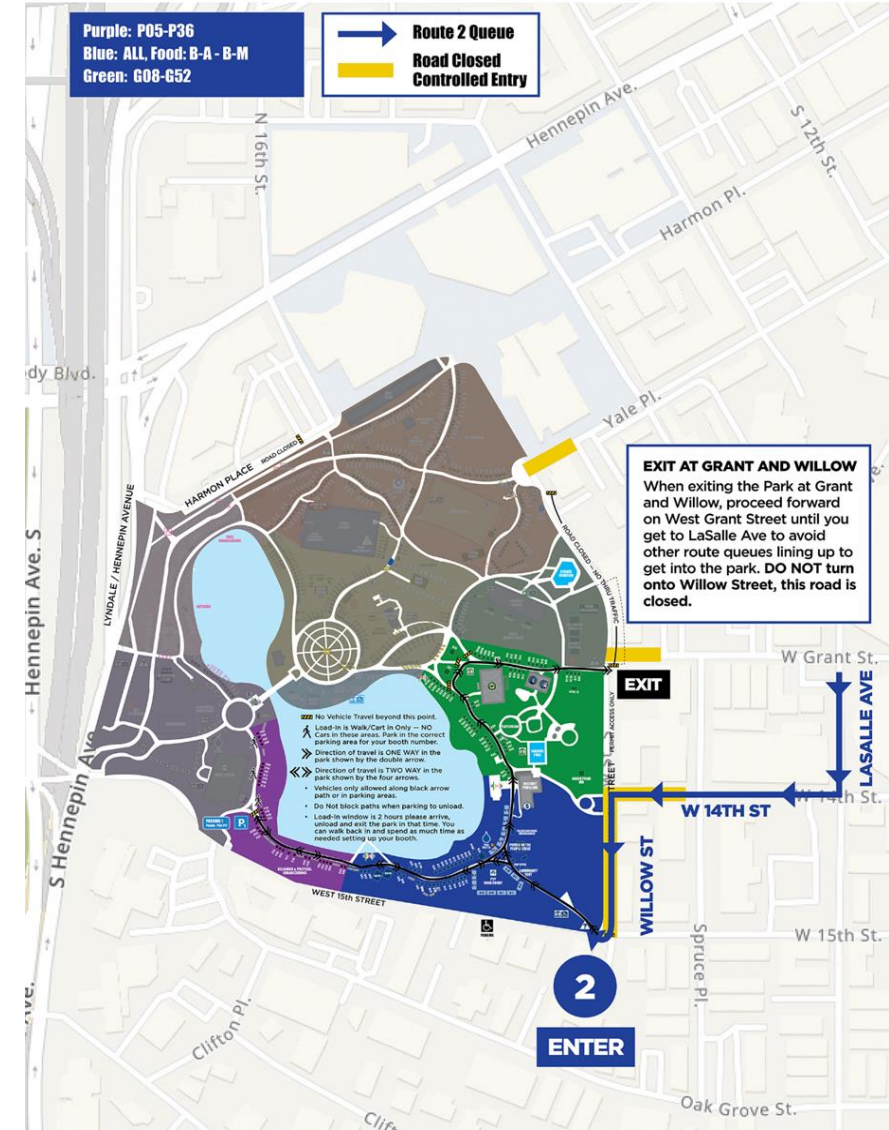 Purple: P05-P36
Blue: ALL, Food: B-A - B-M
Green: G08-G52
Route 2 Queue
Road Closed
Controlled Entry
Hennepin Ave.
S 12th St.
N 16th St.
Harmon Pl.
dy Blvd.
Yale Pl.
HARMON PLACE
ROAD CLOSED
LYNDALE / HENNEPIN AVENUE
Hennepin Ave. S
EXIT AT GRANT AND WILLOW
When exiting the Park at Grant
and Willow, proceed forward
on West Grant Street until you
get to LaSalle Ave to avoid
other route queues lining up to
get into the park. DO NOT turn
onto Willow Street, this road is
closed.
ROAD CLOSED — NO THRU TRAFFIC
W Grant St.
EXIT
LASALLE AVE
No Vehicle Travel beyond this point.
Load-In is Walk/Cart in Only — NO
Cars in these areas. Park in the correct
parking area for your booth number.
Direction of travel is ONE WAY in the
park shown by the double arrow.
Direction of travel is TWO WAY in the
park shown by the four arrows.
• Vehicles only allowed along black arrow
path or in parking areas.
• Do Not block paths when parking to unload.
• Load-In window is 2 hours please arrive,
unload and exit the park in that time. You
can walk back in and spend as much time as
needed setting up your booth.
TREET
PERMIT ACCESS ONLY
W 14th St.
W 14TH ST
WILLOW ST
S Hennepin Ave
WEST 15th STREET
W 15th St.
Spruce Pl.
2
ENTER
Ave.
Clifton Pl.
Oak Grove St.
Clif